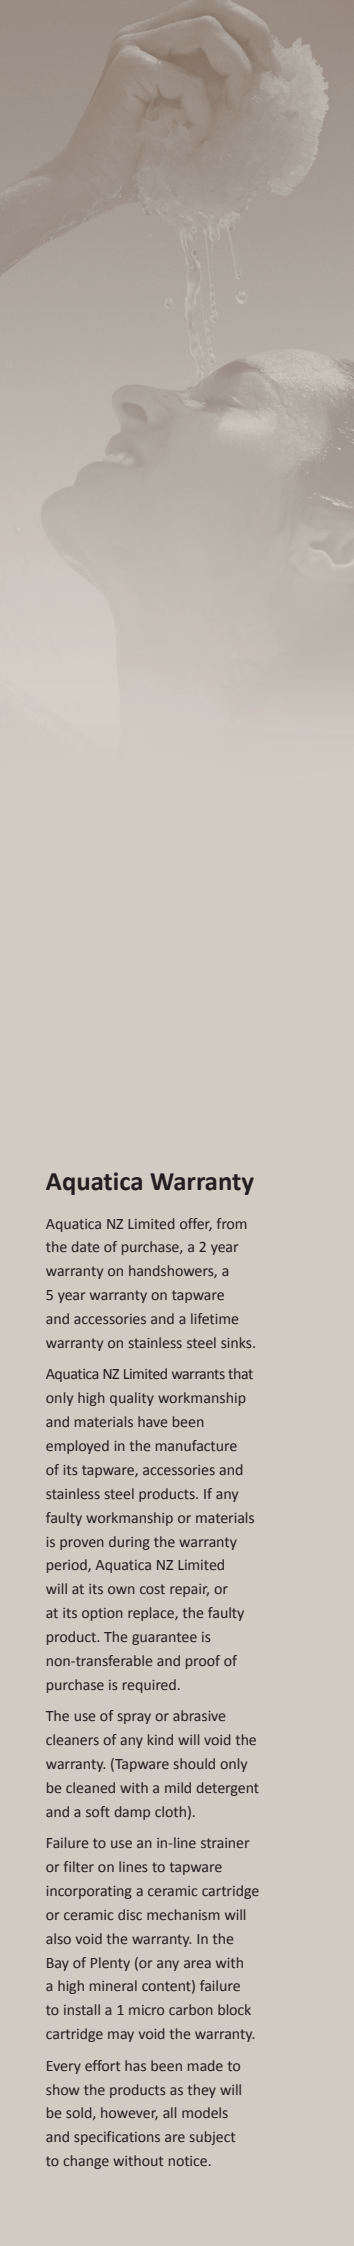 Aquatica Warranty
Aquatica NZ Limited offer, from
the date of purchase, a 2 year
warranty on handshowers, a
5 year warranty on tapware
and accessories and a lifetime
warranty on stainless steel sinks.
Aquatica NZ Limited warrants that
only high quality workmanship
and materials have been
employed in the manufacture
of its tapware, accessories and
stainless steel products. If any
faulty workmanship or materials
is proven during the warranty
period, Aquatica NZ Limited
will at its own cost repair, or
at its option replace, the faulty
product. The guarantee is
non-transferable and proof of
purchase is required.
The use of spray or abrasive
cleaners of any kind will void the
warranty. (Tapware should only
be cleaned with a mild detergent
and a soft damp cloth).
Failure to use an in-line strainer
or filter on lines to tapware
incorporating a ceramic cartridge
or ceramic disc mechanism will
also void the warranty. In the
Bay of Plenty (or any area with
a high mineral content) failure
to install a 1 micro carbon block
cartridge may void the warranty.
Every effort has been made to
show the products as they will
be sold, however, all models
and specifications are subject
to change without notice.